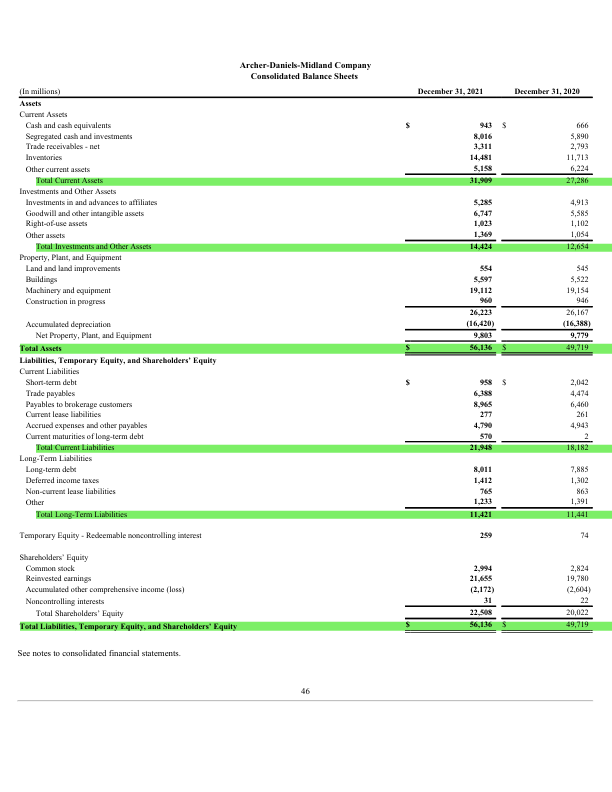 Archer-Daniels-Midland Company
Consolidated Balance Sheets
(In millions) December 31, 2021 December 31, 2020
Assets
Current Assets
Cash and cash equivalents $ 943 $ 666
Segregated cash and investments 8,016 5,890
Trade receivables - net 3,311 2,793
Inventories 14,481 11,713
Other current assets 5,158 6,224
Total Current Assets 31,909 27,286
Investments and Other Assets
Investments in and advances to affiliates 5,285 4,913
Goodwill and other intangible assets 6,747 5,585
Right-of-use assets 1,023 1,102
Other assets 1,369 1,054
Total Investments and Other Assets 14,424 12,654
Property, Plant, and Equipment
Land and land improvements 554 545
Buildings 5,597 5,522
Machinery and equipment 19,112 19,154
Construction in progress 960 946
26,223 26,167
Accumulated depreciation (16,420) (16,388)
Net Property, Plant, and Equipment 9,803 9,779
Total Assets $ 56,136 $ 49,719
Liabilities, Temporary Equity, and Shareholders' Equity
Current Liabilities
Short-term debt $ 958 $ 2,042
Trade payables 6,388 4,474
Payables to brokerage customers 8,965 6,460
Current lease liabilities 277 261
Accrued expenses and other payables 4,790 4,943
Current maturities of long-term debt 570 2
Total Current Liabilities 21,948 18,182
Long-Term Liabilities
Long-term debt 8,011 7,885
Deferred income taxes 1,412 1,302
Non-current lease liabilities 765 863
Other 1,233 1,391
Total Long-Term Liabilities 11,421 11,441
Temporary Equity - Redeemable noncontrolling interest 259 74
Shareholders' Equity
Common stock 2,994 2,824
Reinvested earnings 21,655 19,780
Accumulated other comprehensive income (loss) (2,172) (2,604)
Noncontrolling interests 31 22
Total Shareholders' Equity 22,508 20,022
Total Liabilities, Temporary Equity, and Shareholders' Equity $ 56,136 $ 49,719
See notes to consolidated financial statements.
46